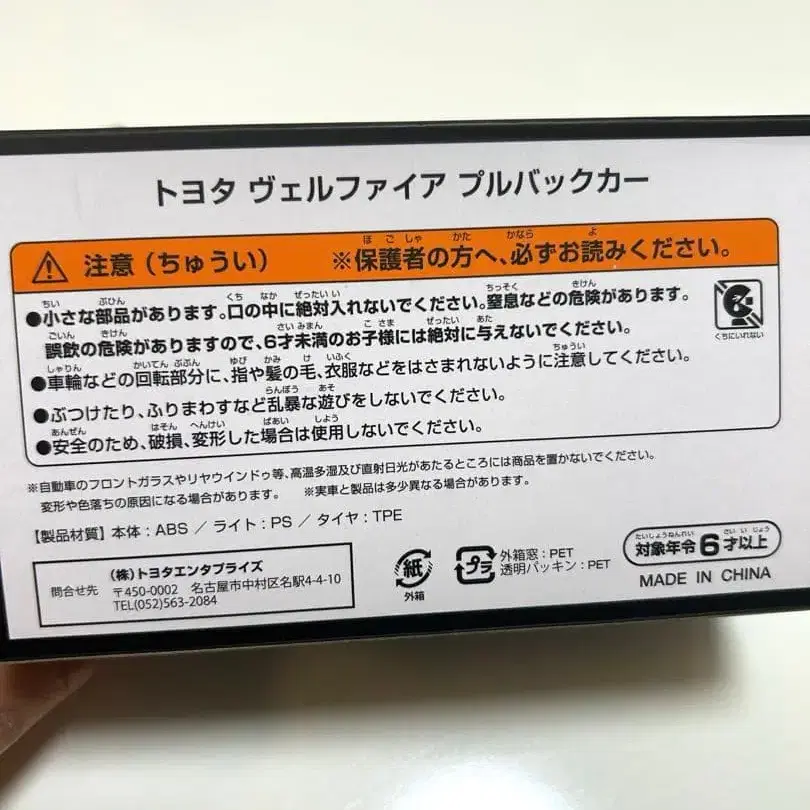 トヨタ ヴェルファイア プルバックカー
注意（ちゅうい） ※保護者の方へ、必ずお読みください。
●小さな部品があります。口の中に絶対入れないでください。窒息などの危険があります。
誤飲の危険がありますので、6才未満のお子様には絶対に与えないでください。
●車輪などの回転部分に、指や髪の毛、衣服などをはさまれないように注意してください。
●ぶつけたり、ふりまわすなど乱暴な遊びをしないでください。
●安全のため、破損、変形した場合は使用しないでください。
くちにいれない
※自動車のフロントガラスやリヤウインドゥ等、高温多湿及び直射日光があたるところには商品を置かないでください。
変形や色落ちの原因になる場合があります。 ※実車と製品は多少異なる場合があります。
【製品材質】本体：ABS ／ ライト：PS ／ タイヤ：TPE
問合せ先
（株）トヨタエンタプライズ
〒450-0002 名古屋市中村区名駅4-4-10
TEL(052)563-2084
紙
外箱
プラ
外箱窓：PET
透明パッキン：PET
対象年令6才以上
MADE IN CHINA